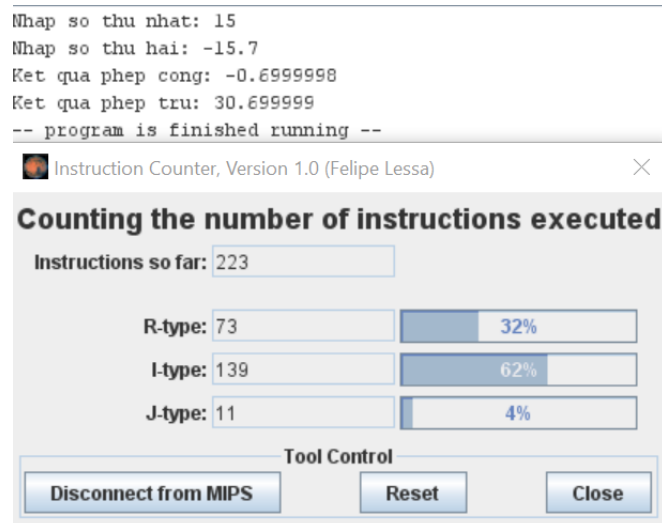 Nhap so thu nhat: 15
Nhap so thu hai: -15.7
Ket qua phep cong: -0.6999998
Ket qua phep tru: 30.699999
-- program is finished running --
Instruction Counter, Version 1.0 (Felipe Lessa)
Counting the number of instructions executed
Instructions so far: 223
R-type: 73 32%
I-type: 139 62%
J-type: 11 4%
Tool Control
Disconnect from MIPS Reset Close